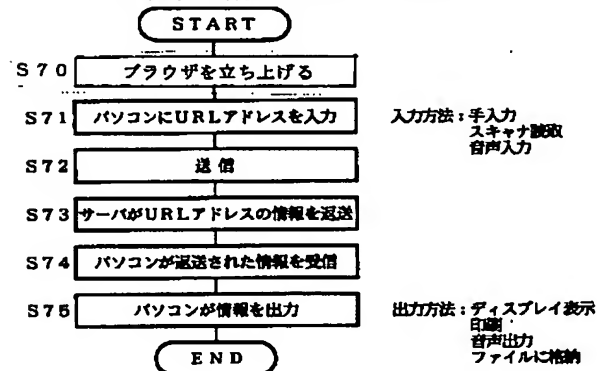 START
S70 ブラウザを立ち上げる
S71 パソコンにURLアドレスを入力 入力方法:手入力
スキャナ読取
音声入力
S72 送信
S73 サーバがURLアドレスの情報を返送
S74 パソコンが返送された情報を受信
S75 パソコンが情報を出力 出力方法:ディスプレイ表示
印刷
音声出力
ファイルに格納
END